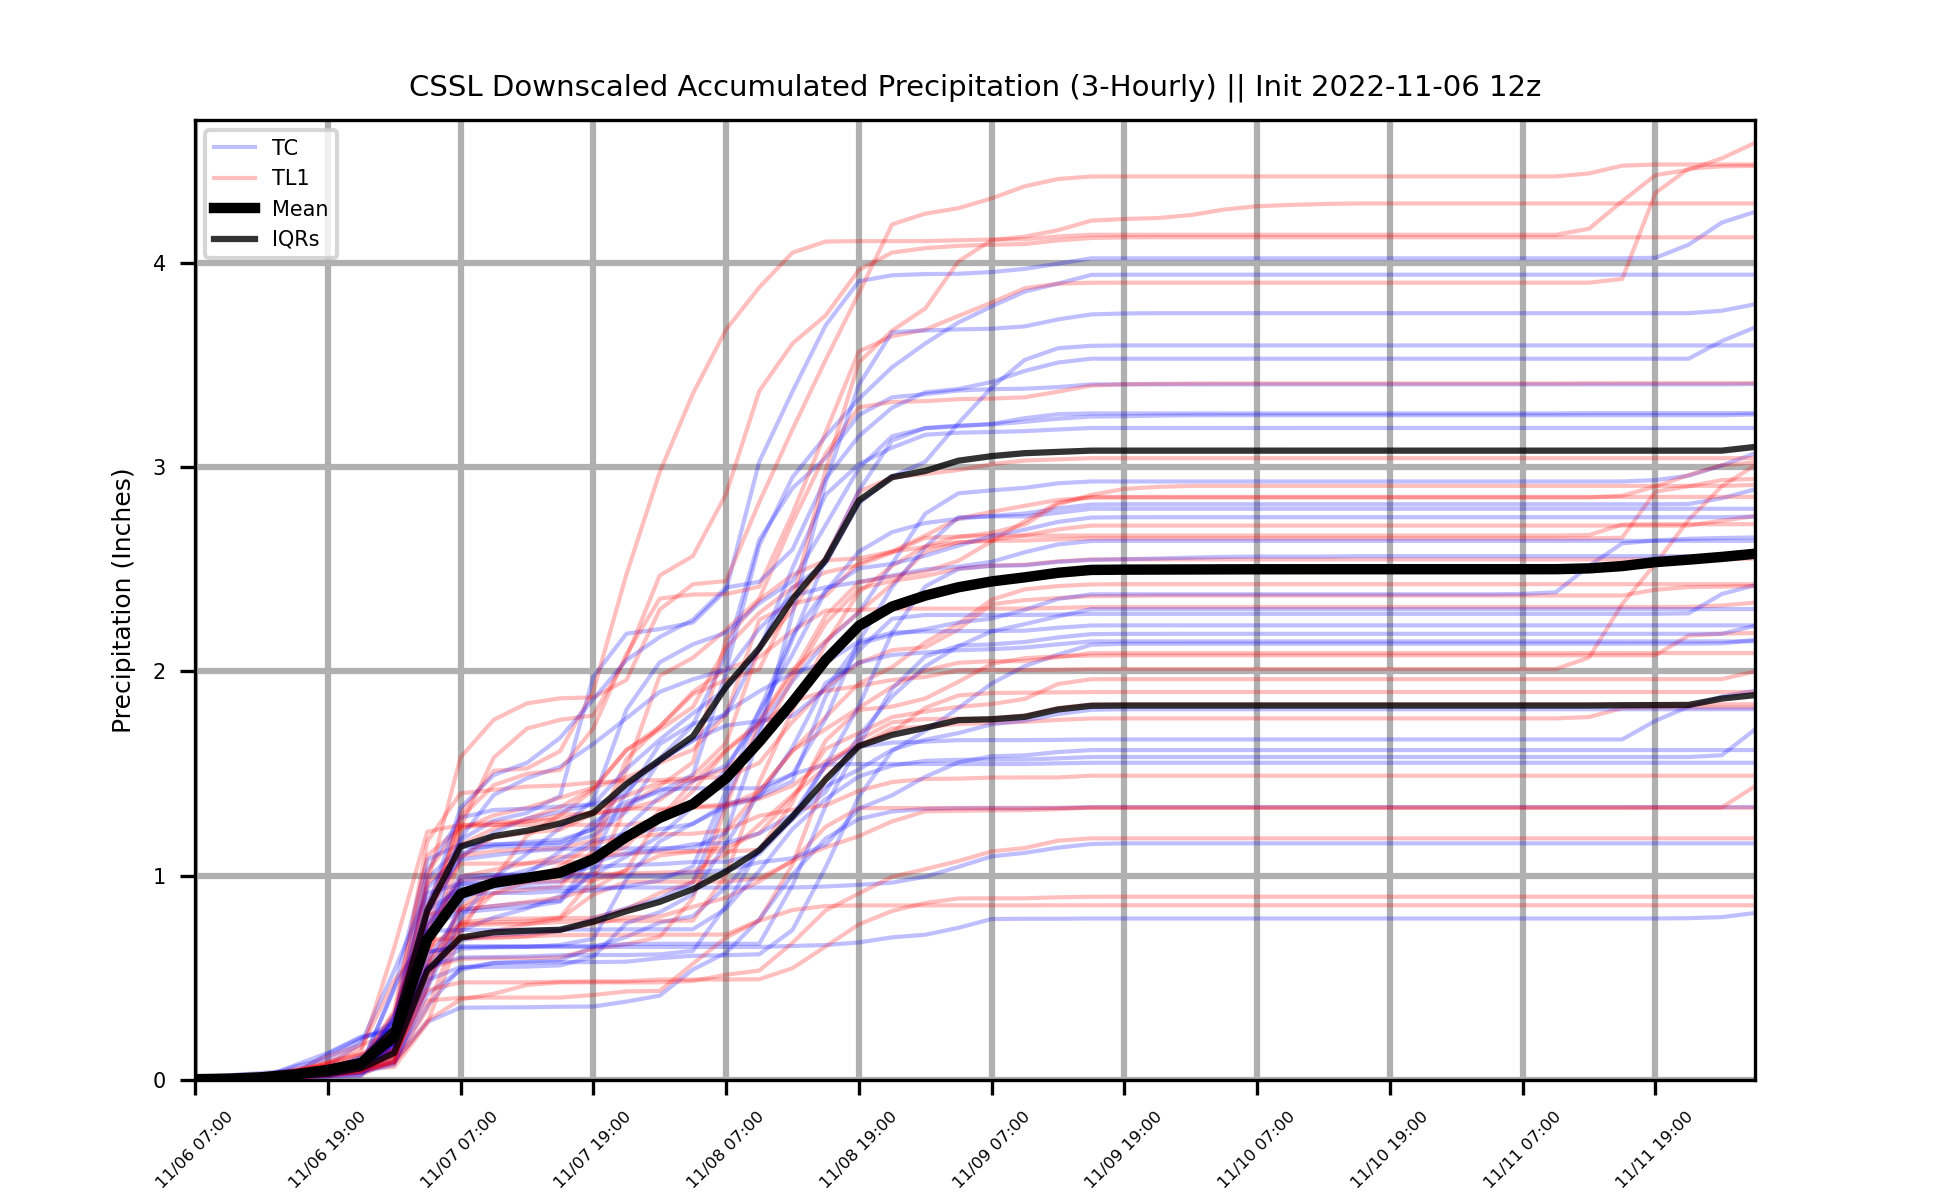 CSSL Downscaled Accumulated Precipitation (3-Hourly) || Init 2022-11-06 12z
TC
TL1
Mean
IQRs
Precipitation (Inches)
4
3
2
1
0
11/06 07:00
11/06 19:00
11/07 07:00
11/07 19:00
11/08 07:00
11/08 19:00
11/09 07:00
11/09 19:00
11/10 07:00
11/10 19:00
11/11 07:00
11/11 19:00